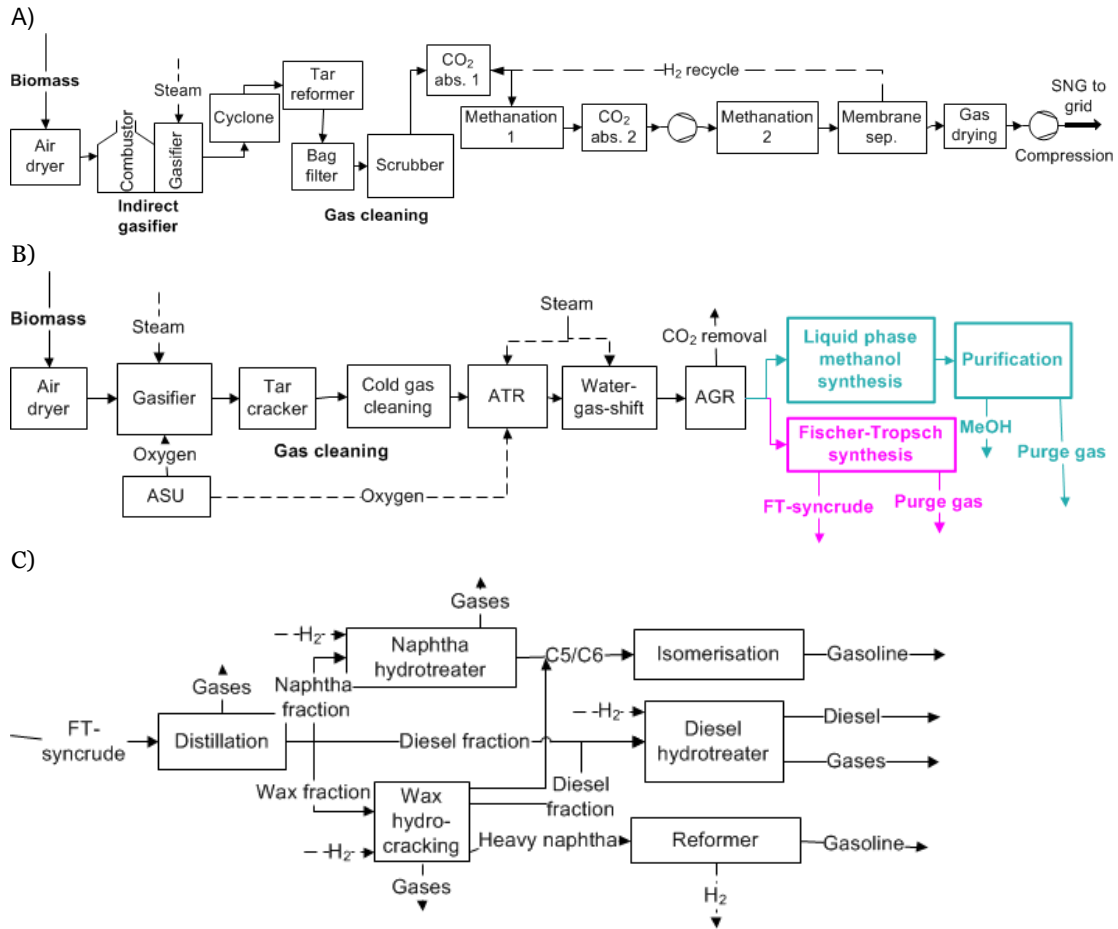 A)
Biomass
Air
dryer
Combustor
Steam
Gasifier
Indirect
gasifier
Cyclone
Tar
reformer
Bag
filter
Scrubber
Gas cleaning
CO2
abs. 1
H2 recycle
Methanation
1
CO2
abs. 2
Methanation
2
Membrane
sep.
Gas
drying
SNG to
grid
Compression
B)
Biomass
Air
dryer
Steam
Gasifier
Oxygen
ASU
Tar
cracker
Cold gas
cleaning
Gas cleaning
Oxygen
Steam
ATR
Water-
gas-shift
CO2 removal
AGR
Liquid phase
methanol
synthesis
Purification
MeOH
Purge gas
Fischer-Tropsch
synthesis
FT-syncrude
Purge gas
C)
FT-
syncrude
Gases
Distillation
H2
Naphtha
fraction
Gases
Naphtha
hydrotreater
C5/C6
Isomerisation
Gasoline
Diesel fraction
H2
Diesel
hydrotreater
Diesel
Gases
Wax fraction
H2
Wax
hydro-
cracking
Gases
Diesel
fraction
Heavy naphtha
Reformer
Gasoline
H2